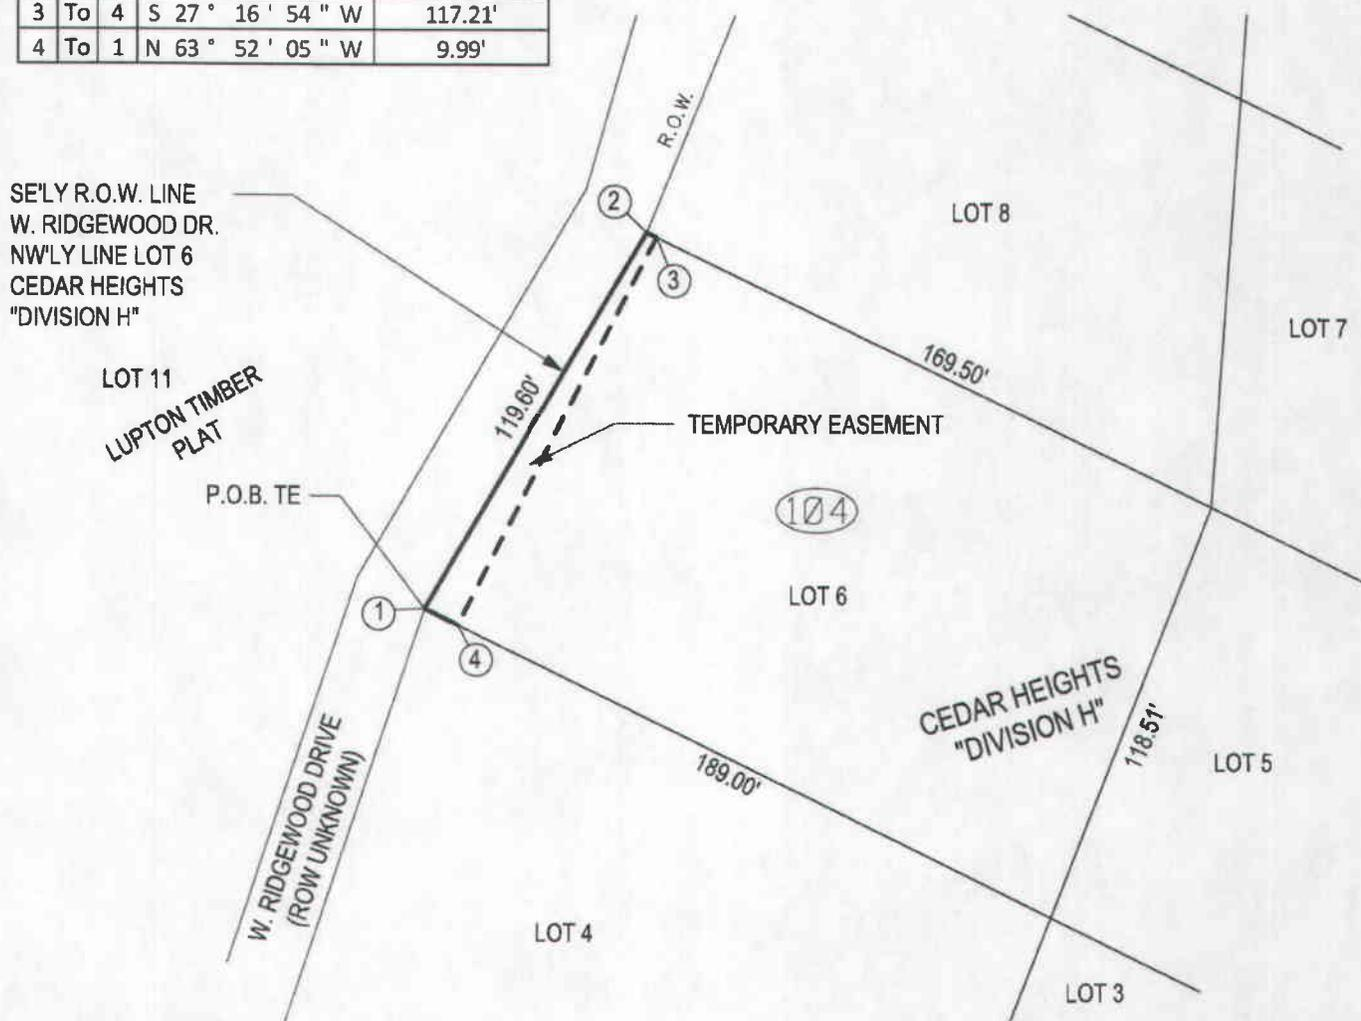 3 To 4 S 27 ° 16 ' 54 " W 117.21'
4 To 1 N 63 ° 52 ' 05 " W 9.99'
R.O.W.
SE'LY R.O.W. LINE
W. RIDGEWOOD DR.
NW'LY LINE LOT 6
CEDAR HEIGHTS
"DIVISION H"
2
3
LOT 8
LOT 7
LOT 11
LUPTON TIMBER
PLAT
119.60'
169.50'
TEMPORARY EASEMENT
P.O.B. TE
104
LOT 6
1
4
CEDAR HEIGHTS
"DIVISION H"
118.51'
LOT 5
189.00'
W. RIDGEWOOD DRIVE
(ROW UNKNOWN)
LOT 4
LOT 3